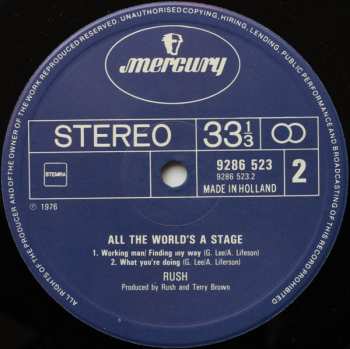 UNAUTHORISED COPYING, HIRING, LENDING, PUBLIC PERFORMANCE AND BROADCASTING OF THIS RECORD PROHIBITED
ALL RIGHTS OF THE PRODUCER AND OF THE OWNER OF THE WORK REPRODUCED RESERVED.
mercury
STEREO
33 1/3
STEMRA
9286 523
9286 523.2
MADE IN HOLLAND
2
℗ 1976
ALL THE WORLD'S A STAGE
1. Working man/ Finding my way (G. Lee/A. Lifeson)
2. What you're doing (G. Lee/A. Liferson)
RUSH
Produced by Rush and Terry Brown